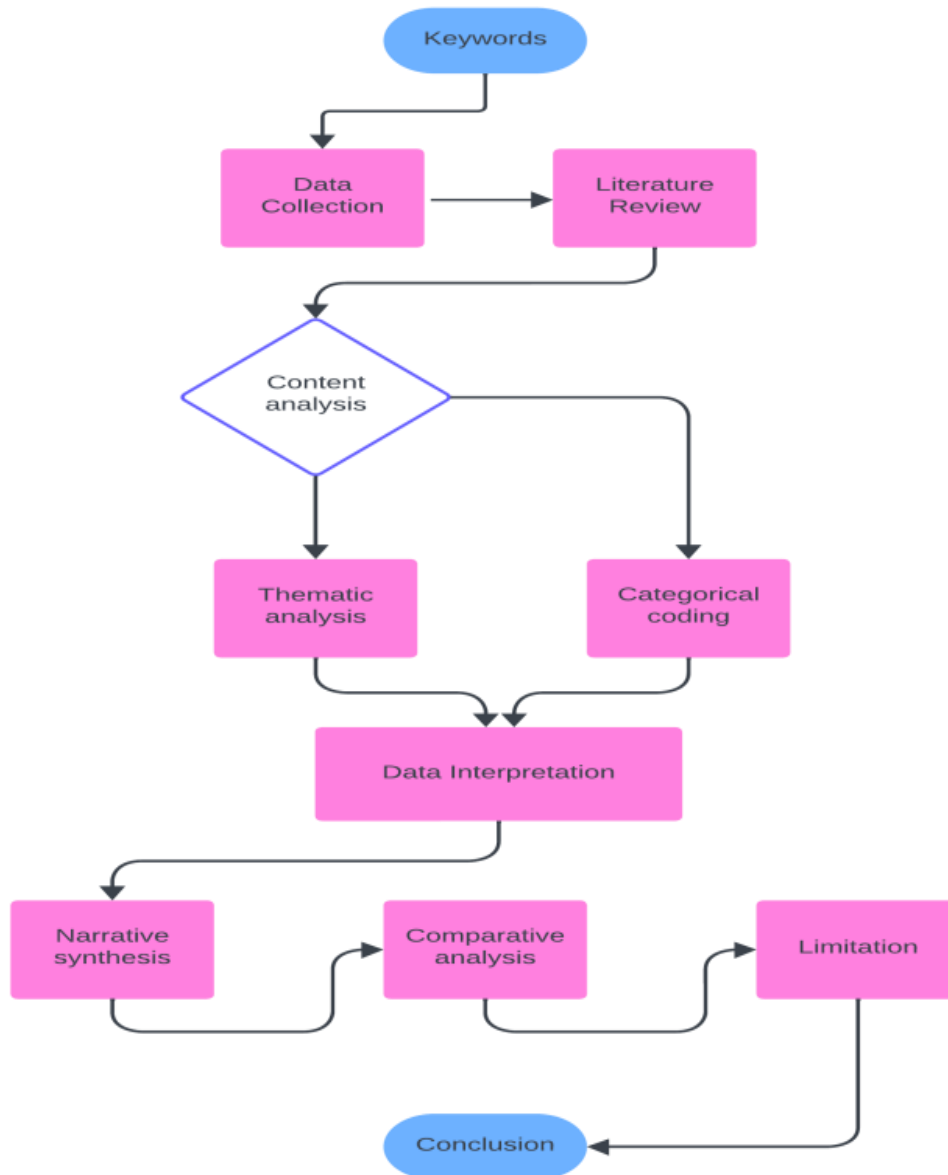 Keywords
Data
Collection
Literature
Review
Content
analysis
Thematic
analysis
Categorical
coding
Data Interpretation
Narrative
synthesis
Comparative
analysis
Limitation
Conclusion